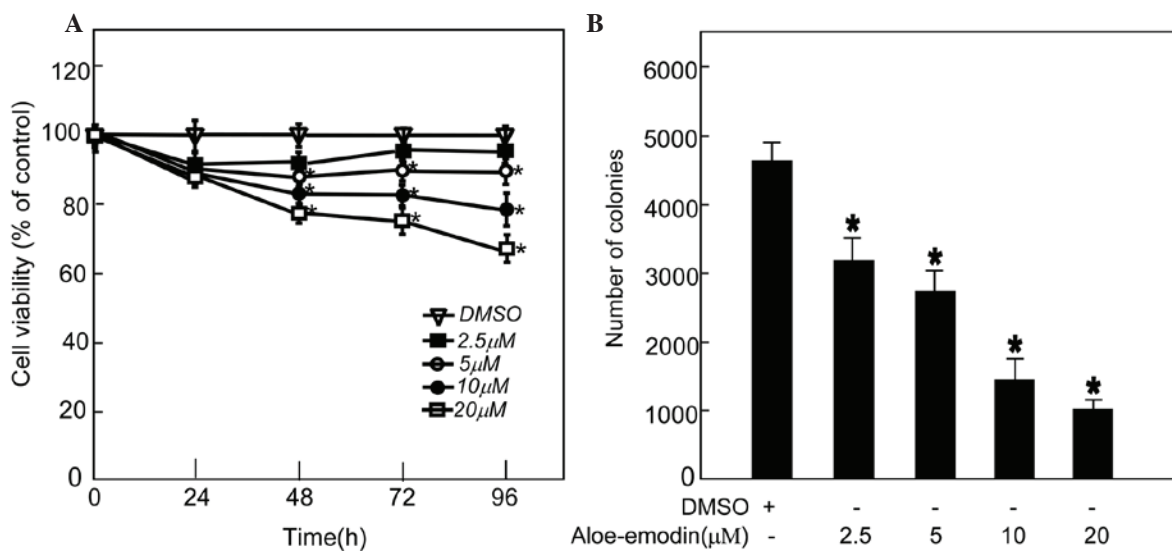 A
Cell viability (% of control)
120
100
80
60
40
20
0
0 24 48 72 96
Time(h)
* * * * * * * *
DMSO
2.5μM
5μM
10μM
20μM
B
Number of colonies
6000
5000
4000
3000
2000
1000
0
* * * *
DMSO + - - - -
Aloe-emodin(μM) - 2.5 5 10 20